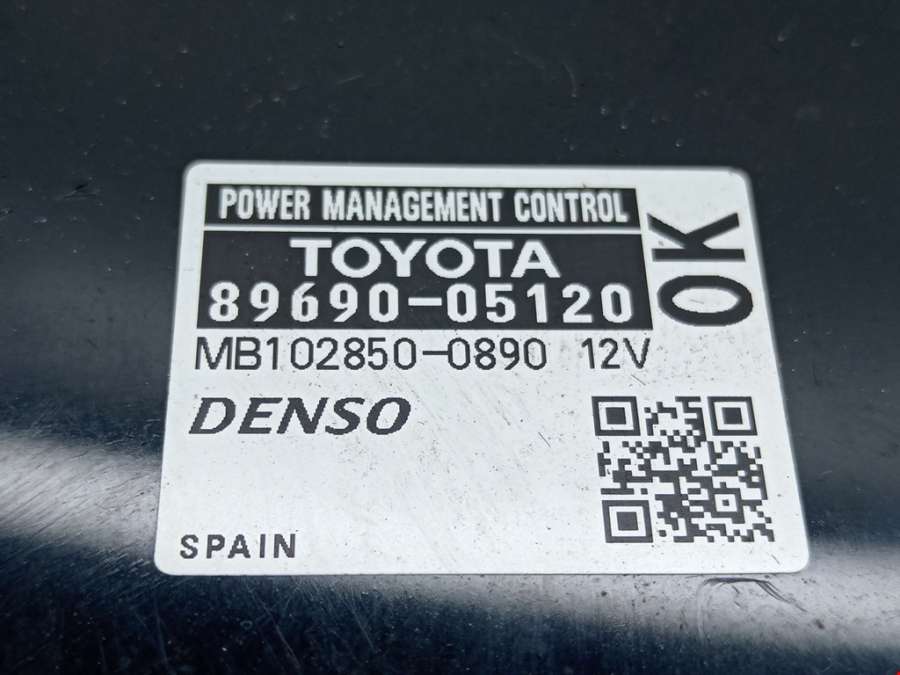 POWER MANAGEMENT CONTROL
TOYOTA
89690-05120
OK
MB102850-0890 12V
DENSO
SPAIN